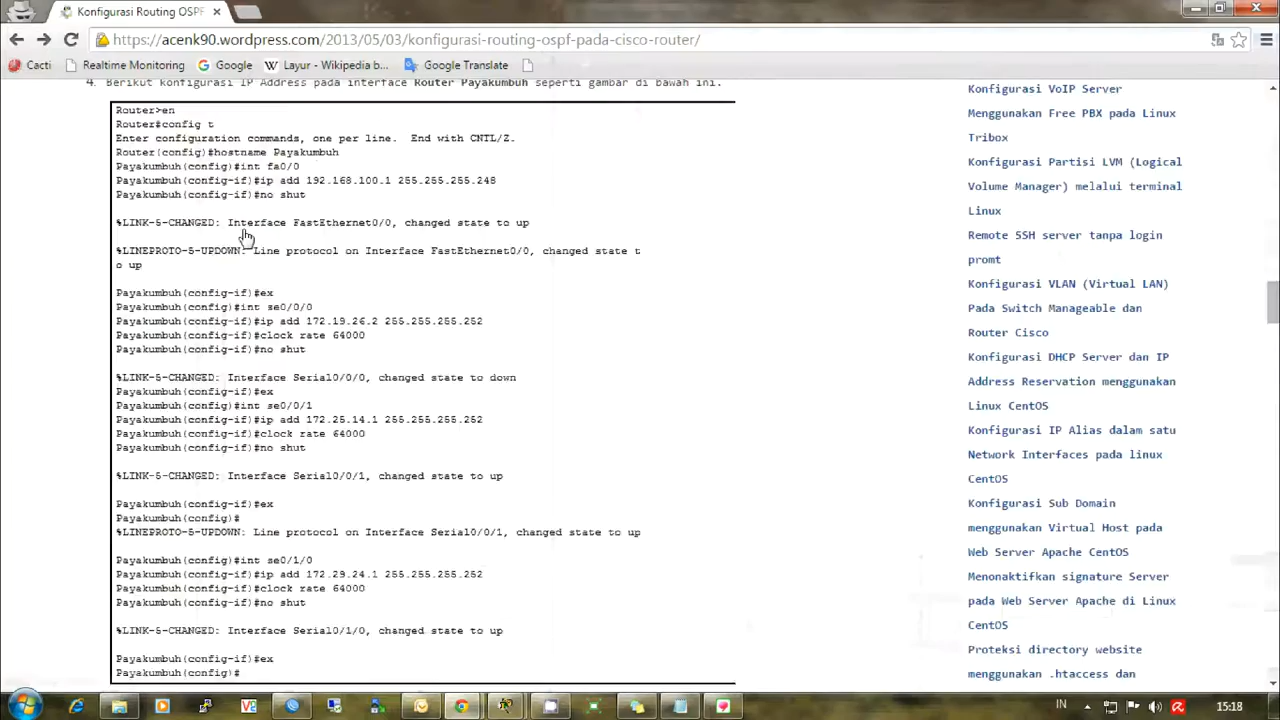 Konfigurasi Routing OSPF
https://acenk90.wordpress.com/2013/05/03/konfigurasi-routing-ospf-pada-cisco-router/
Cacti Realtime Monitoring Google Layur - Wikipedia b... Google Translate
4. Berikut konfigurasi IP Address pada interface Router Payakumbuh seperti gambar di bawah ini.
Router>en
Router#config t
Enter configuration commands, one per line. End with CNTL/Z.
Router(config)#hostname Payakumbuh
Payakumbuh(config)#int fa0/0
Payakumbuh(config-if)#ip add 192.168.100.1 255.255.255.248
Payakumbuh(config-if)#no shut
%LINK-5-CHANGED: Interface FastEthernet0/0, changed state to up
%LINEPROTO-5-UPDOWN: Line protocol on Interface FastEthernet0/0, changed state t
o up
Payakumbuh(config-if)#ex
Payakumbuh(config)#int se0/0/0
Payakumbuh(config-if)#ip add 172.19.26.2 255.255.255.252
Payakumbuh(config-if)#clock rate 64000
Payakumbuh(config-if)#no shut
%LINK-5-CHANGED: Interface Serial0/0/0, changed state to down
Payakumbuh(config-if)#ex
Payakumbuh(config)#int se0/0/1
Payakumbuh(config-if)#ip add 172.25.14.1 255.255.255.252
Payakumbuh(config-if)#clock rate 64000
Payakumbuh(config-if)#no shut
%LINK-5-CHANGED: Interface Serial0/0/1, changed state to up
Payakumbuh(config-if)#ex
Payakumbuh(config)#
%LINEPROTO-5-UPDOWN: Line protocol on Interface Serial0/0/1, changed state to up
Payakumbuh(config)#int se0/1/0
Payakumbuh(config-if)#ip add 172.29.24.1 255.255.255.252
Payakumbuh(config-if)#clock rate 64000
Payakumbuh(config-if)#no shut
%LINK-5-CHANGED: Interface Serial0/1/0, changed state to up
Payakumbuh(config-if)#ex
Payakumbuh(config)#
Konfigurasi VoIP Server
Menggunakan Free PBX pada Linux
Tribox
Konfigurasi Partisi LVM (Logical
Volume Manager) melalui terminal
Linux
Remote SSH server tanpa login
promt
Konfigurasi VLAN (Virtual LAN)
Pada Switch Manageable dan
Router Cisco
Konfigurasi DHCP Server dan IP
Address Reservation menggunakan
Linux CentOS
Konfigurasi IP Alias dalam satu
Network Interfaces pada linux
CentOS
Konfigurasi Sub Domain
menggunakan Virtual Host pada
Web Server Apache CentOS
Menonaktifkan signature Server
pada Web Server Apache di Linux
CentOS
Proteksi directory website
menggunakan .htaccess dan
IN 15:18